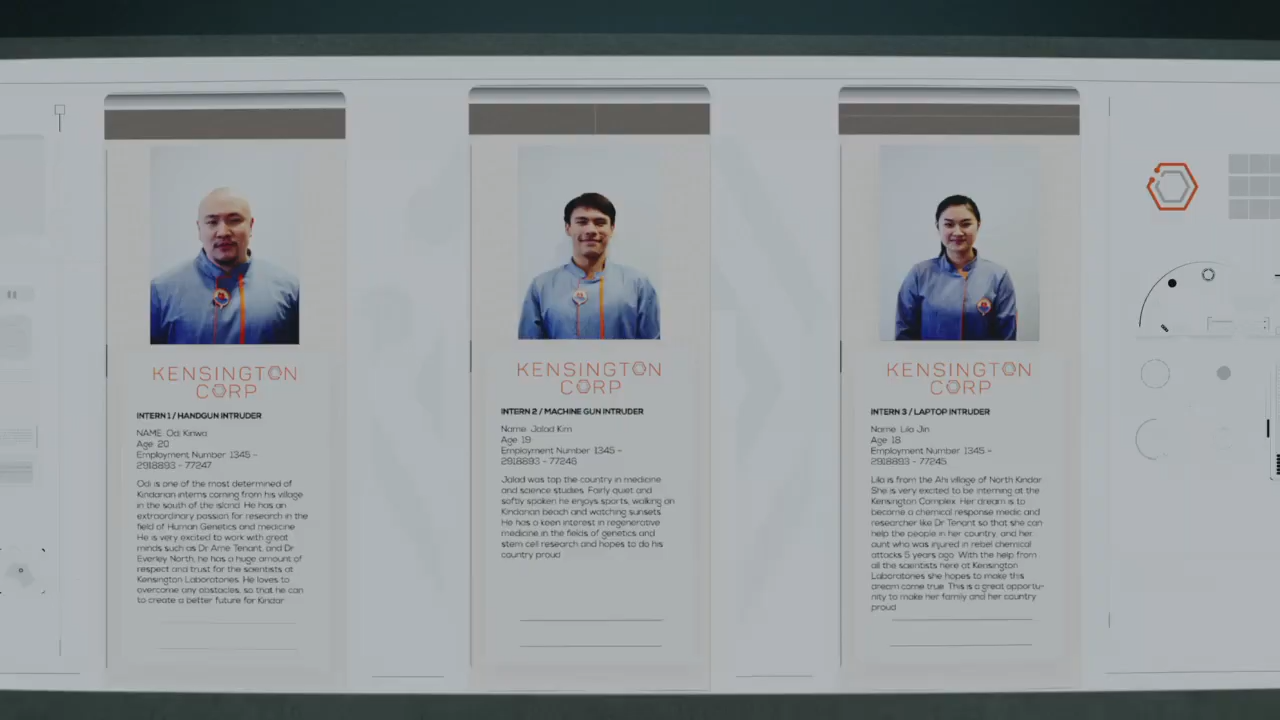 KENSINGTON
CORP
INTERN 1 / HANDGUN INTRUDER
NAME: Odi Kiriwa
Age: 20
Employment Number 1345 -
2918893 - 77247
Odi is one of the most determined of
Kindarian interns coming from his village
in the south of the island. He has an
extraordinary passion for research in the
field of Human Genetics and medicine
He is very excited to work with great
minds such as Dr Arne Tenant, and Dr
Everley North, he has a huge amount of
respect and trust for the scientists at
Kensington Laboratories. He loves to
overcome any obstacles, so that he can
to create a better future for Kindar
KENSINGTON
CORP
INTERN 2 / MACHINE GUN INTRUDER
Name: Jalad Kim
Age: 19
Employment Number 1345 -
2918893 - 77246
Jalad was top the country in medicine
and science studies. Fairly quiet and
softly spoken he enjoys sports, walking on
Kindarian beach and watching sunsets.
He has a keen interest in regenerative
medicine in the fields of genetics and
stem cell research and hopes to do his
country proud
KENSINGTON
CORP
INTERN 3 / LAPTOP INTRUDER
Name: Lila Jin
Age: 18
Employment Number 1345 -
2918893 - 77245
Lila is from the Ahi village of North Kindar
She is very excited to be interning at the
Kensington Complex. Her dream is to
become a chemical response medic and
researcher like Dr Tenant so that she can
help the people in her country, and her
aunt who was injured in rebel chemical
attacks 5 years ago. With the help from
all the scientists here at Kensington
Laboratories she hopes to make this
dream come true. This is a great opportu-
nity to make her family and her country
proud